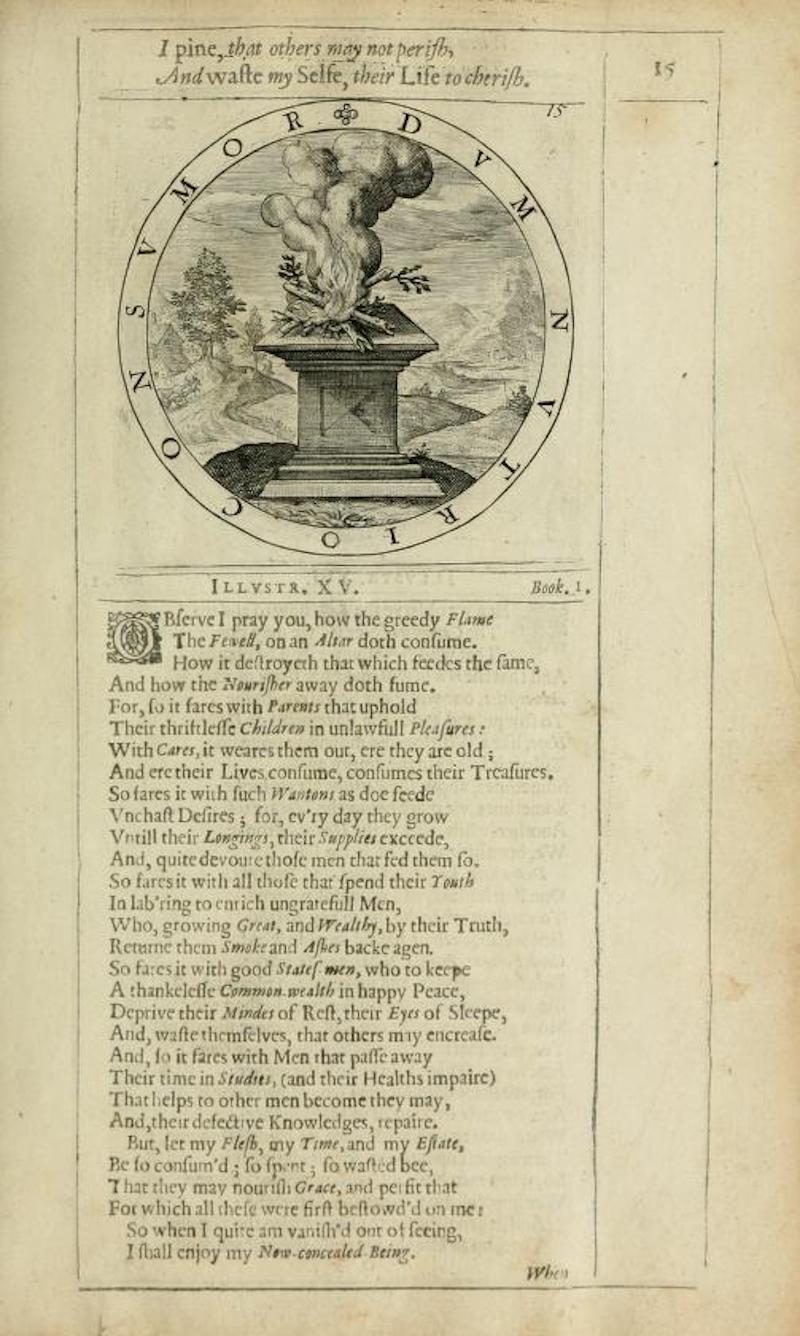 I pine, that others may not perish,
And waste my Selfe, their Life to cherish.
15
15
DVM NVTRIO CONSVMOR
ILLVSTR. XV. Book. 1.
OBserve I pray you, how the greedy Flame
The Fewell, on an Altar doth consume.
How it destroyeth that which feedes the same,
And how the Nourisher away doth fume.
For, so it fares with Parents that uphold
Their thriftlesse Children in unlawfull Pleasures:
With Cares, it weares them out, ere they are old;
And ere their Lives consume, consumes their Treasures.
So fares it with such Wantons as doe feede
Vnchast Desires; for, ev'ry day they grow
Vntill their Longings, their Supplies exceede,
And, quite devoure those men that fed them so.
So fares it with all those that spend their Youth
In lab'ring to enrich ungratefull Men,
Who, growing Great, and Wealthy, by their Truth,
Returne them Smoke and Ashes backe agen.
So fares it with good States-men, who to keepe
A thankelesse Common-wealth in happy Peace,
Deprive their Mindes of Rest, their Eyes of Sleepe,
And, waste themselves, that others may encrease.
And, so it fares with Men that passe away
Their time in Studies, (and their Healths impaire)
That helps to other men become they may,
And, their defective Knowledges, repaire.
But, let my Flesh, my Time, and my Estate,
Be so consum'd; so spent; so wasted bee,
That they may nourish Grace, and perfit that
For which all these were first bestowd'd on me:
So when I quite am vanish'd out of seeing,
I shall enjoy my Now-concealed-Being.
When